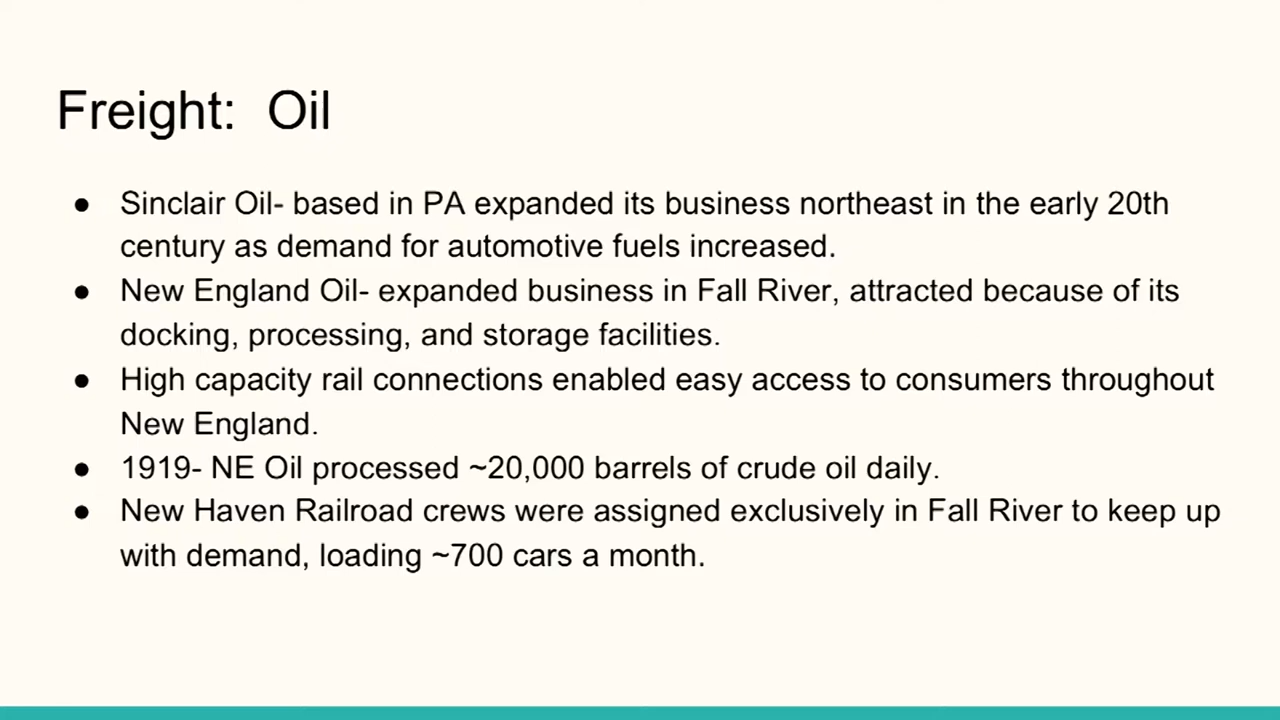 Freight:  Oil
● Sinclair Oil- based in PA expanded its business northeast in the early 20th
century as demand for automotive fuels increased.
● New England Oil- expanded business in Fall River, attracted because of its
docking, processing, and storage facilities.
● High capacity rail connections enabled easy access to consumers throughout
New England.
● 1919- NE Oil processed ~20,000 barrels of crude oil daily.
● New Haven Railroad crews were assigned exclusively in Fall River to keep up
with demand, loading ~700 cars a month.